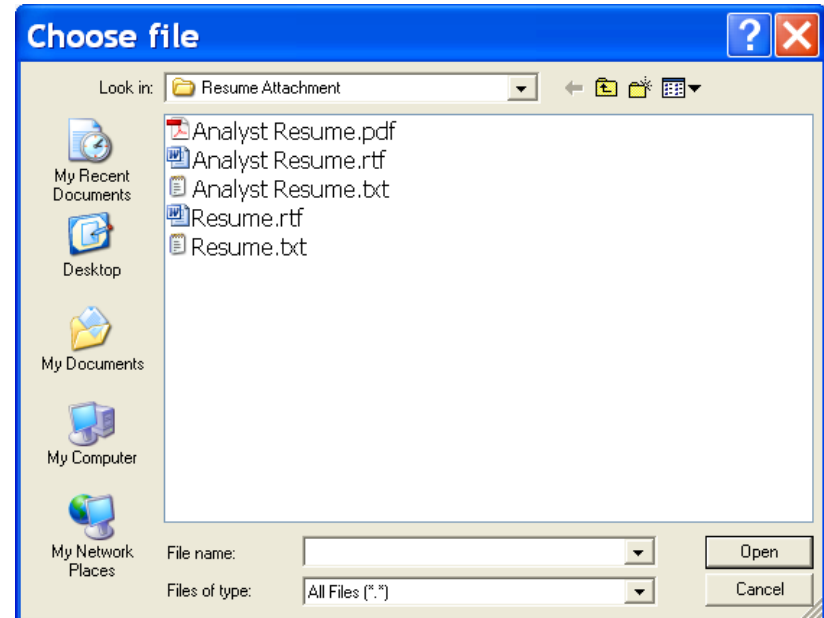 Choose file
Look in: Resume Attachment
Analyst Resume.pdf
Analyst Resume.rtf
Analyst Resume.txt
Resume.rtf
Resume.txt
My Recent
Documents
Desktop
My Documents
My Computer
My Network
Places
File name: Open
Files of type: All Files (*.*) Cancel